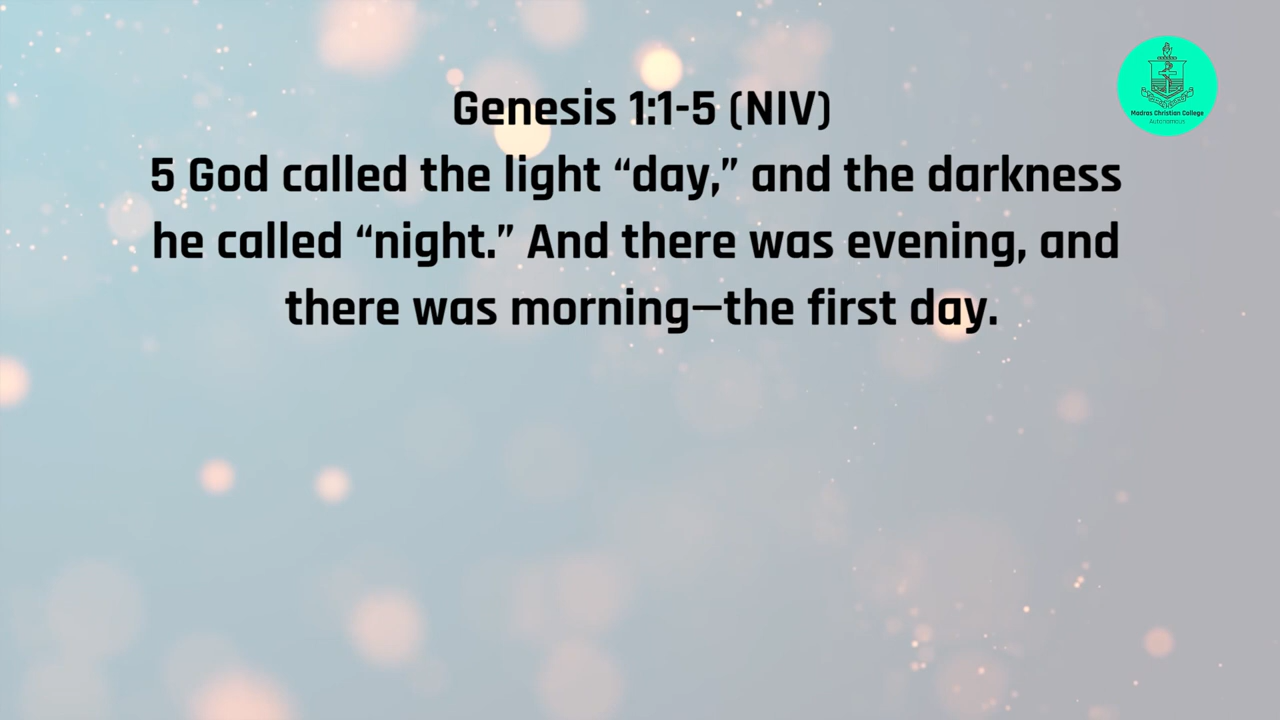 Genesis 1:1-5 (NIV)
5 God called the light “day,” and the darkness
he called “night.” And there was evening, and
there was morning—the first day.
Madras Christian College
Autonomous